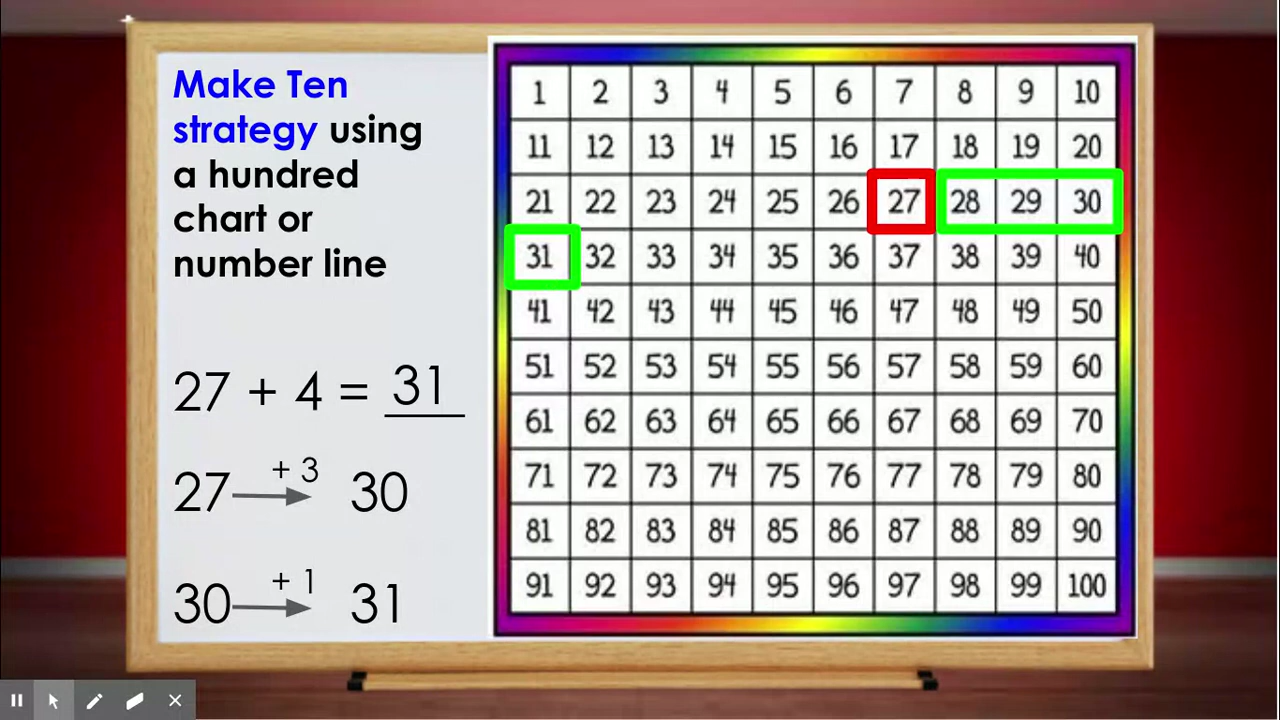 Make Ten
strategy using
a hundred
chart or
number line
27 + 4 = 31
+ 3
27 → 30
+ 1
30 → 31
1 2 3 4 5 6 7 8 9 10
11 12 13 14 15 16 17 18 19 20
21 22 23 24 25 26 27 28 29 30
31 32 33 34 35 36 37 38 39 40
41 42 43 44 45 46 47 48 49 50
51 52 53 54 55 56 57 58 59 60
61 62 63 64 65 66 67 68 69 70
71 72 73 74 75 76 77 78 79 80
81 82 83 84 85 86 87 88 89 90
91 92 93 94 95 96 97 98 99 100